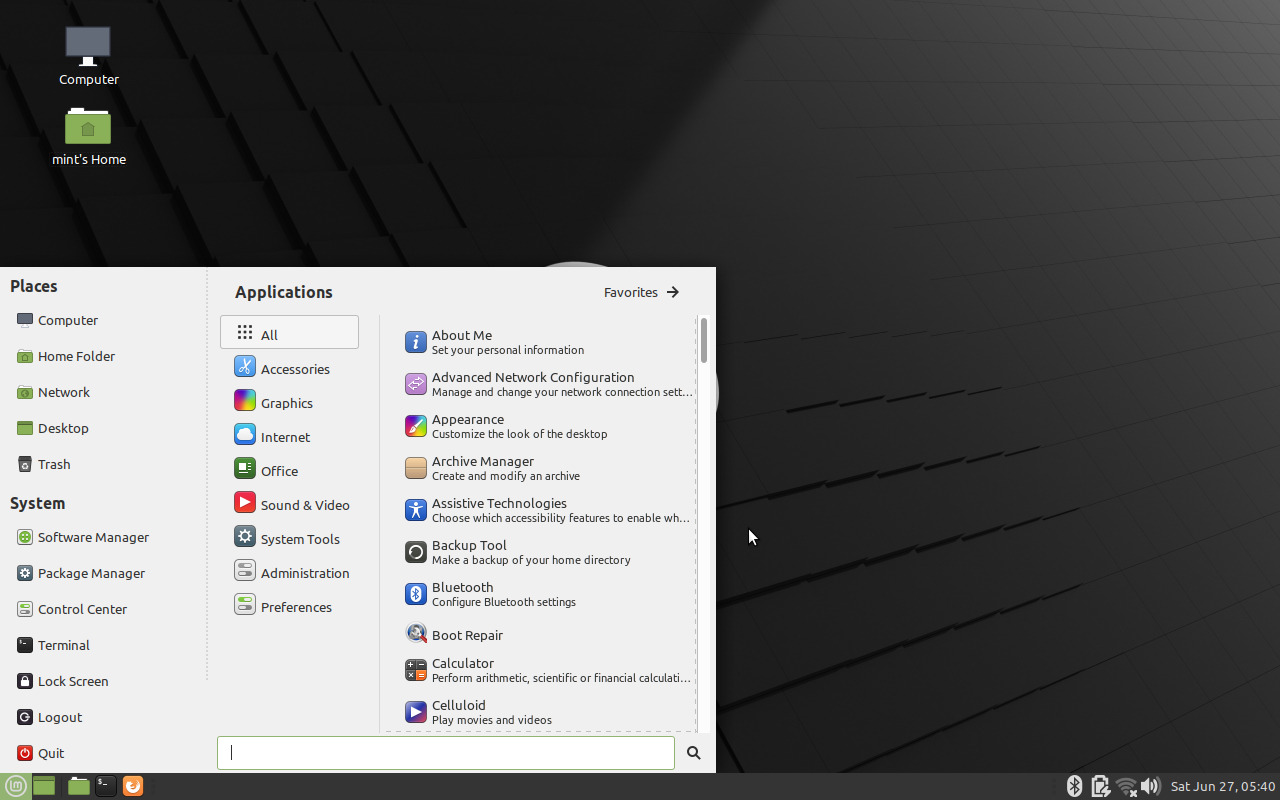 Computer
mint's Home
Places
Computer
Home Folder
Network
Desktop
Trash
System
Software Manager
Package Manager
Control Center
Terminal
Lock Screen
Logout
Quit
Applications
Favorites
All
Accessories
Graphics
Internet
Office
Sound & Video
System Tools
Administration
Preferences
About Me
Set your personal information
Advanced Network Configuration
Manage and change your network connection sett...
Appearance
Customize the look of the desktop
Archive Manager
Create and modify an archive
Assistive Technologies
Choose which accessibility features to enable wh...
Backup Tool
Make a backup of your home directory
Bluetooth
Configure Bluetooth settings
Boot Repair
Calculator
Perform arithmetic, scientific or financial calculati...
Celluloid
Play movies and videos
Sat Jun 27, 05:40